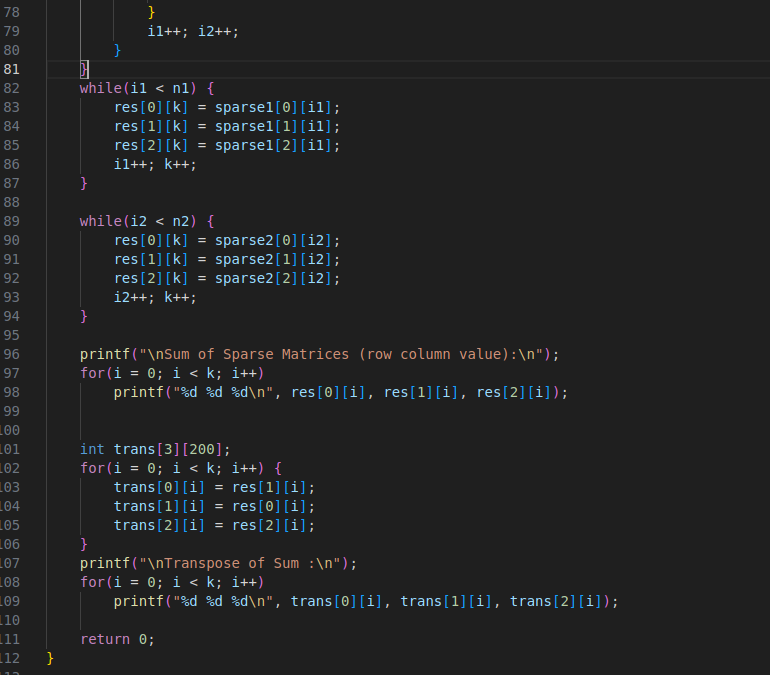 78 }
79 i1++; i2++;
80 }
81 }
82 while(i1 < n1) {
83 res[0][k] = sparse1[0][i1];
84 res[1][k] = sparse1[1][i1];
85 res[2][k] = sparse1[2][i1];
86 i1++; k++;
87 }
88
89 while(i2 < n2) {
90 res[0][k] = sparse2[0][i2];
91 res[1][k] = sparse2[1][i2];
92 res[2][k] = sparse2[2][i2];
93 i2++; k++;
94 }
95
96 printf("\nSum of Sparse Matrices (row column value):\n");
97 for(i = 0; i < k; i++)
98 printf("%d %d %d\n", res[0][i], res[1][i], res[2][i]);
99
100
101 int trans[3][200];
102 for(i = 0; i < k; i++) {
103 trans[0][i] = res[1][i];
104 trans[1][i] = res[0][i];
105 trans[2][i] = res[2][i];
106 }
107 printf("\nTranspose of Sum :\n");
108 for(i = 0; i < k; i++)
109 printf("%d %d %d\n", trans[0][i], trans[1][i], trans[2][i]);
110
111 return 0;
112 }